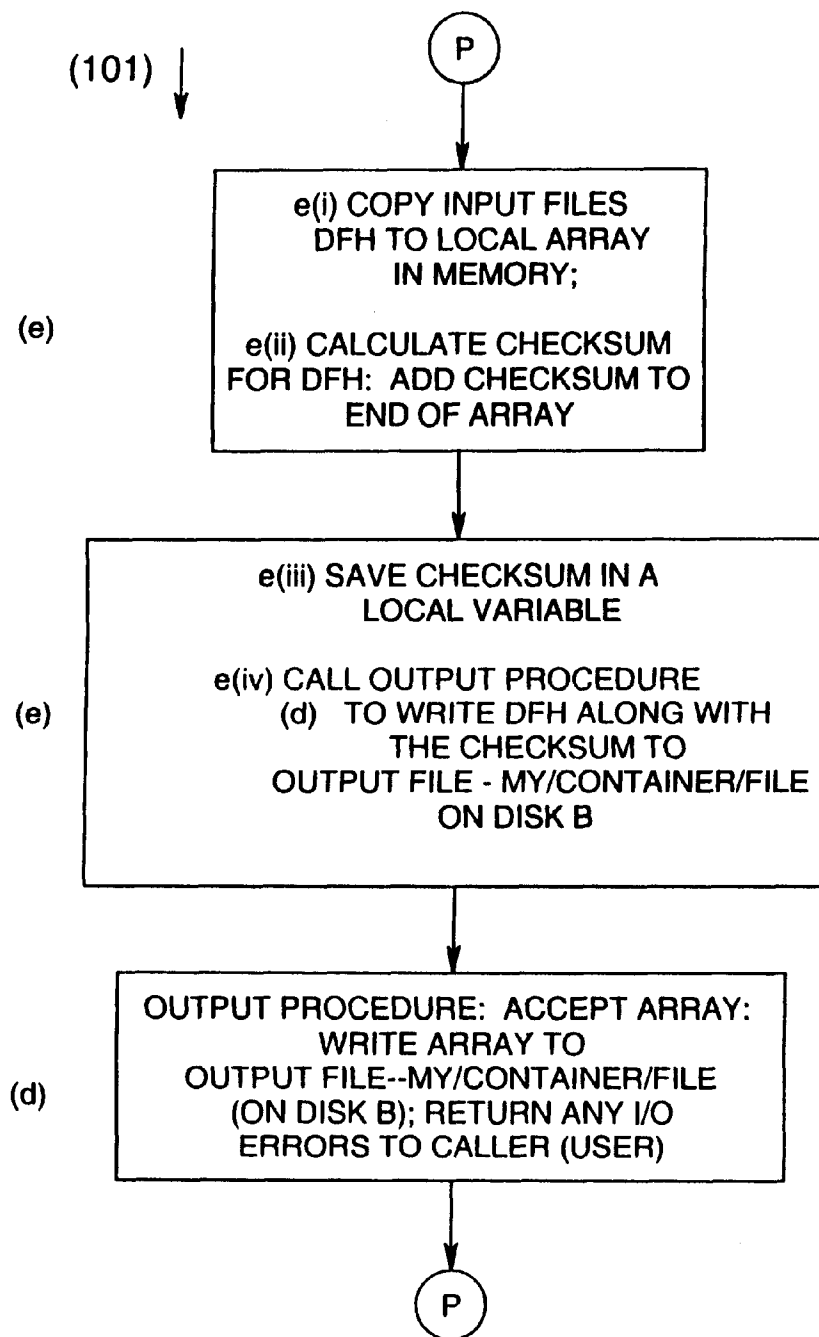 P
(101)
e(i) COPY INPUT FILES
DFH TO LOCAL ARRAY
IN MEMORY;
(e)
e(ii) CALCULATE CHECKSUM
FOR DFH: ADD CHECKSUM TO
END OF ARRAY
e(iii) SAVE CHECKSUM IN A
LOCAL VARIABLE
e(iv) CALL OUTPUT PROCEDURE
(e)
(d) TO WRITE DFH ALONG WITH
THE CHECKSUM TO
OUTPUT FILE - MY/CONTAINER/FILE
ON DISK B
OUTPUT PROCEDURE: ACCEPT ARRAY:
WRITE ARRAY TO
OUTPUT FILE--MY/CONTAINER/FILE
(d)
(ON DISK B); RETURN ANY I/O
ERRORS TO CALLER (USER)
P